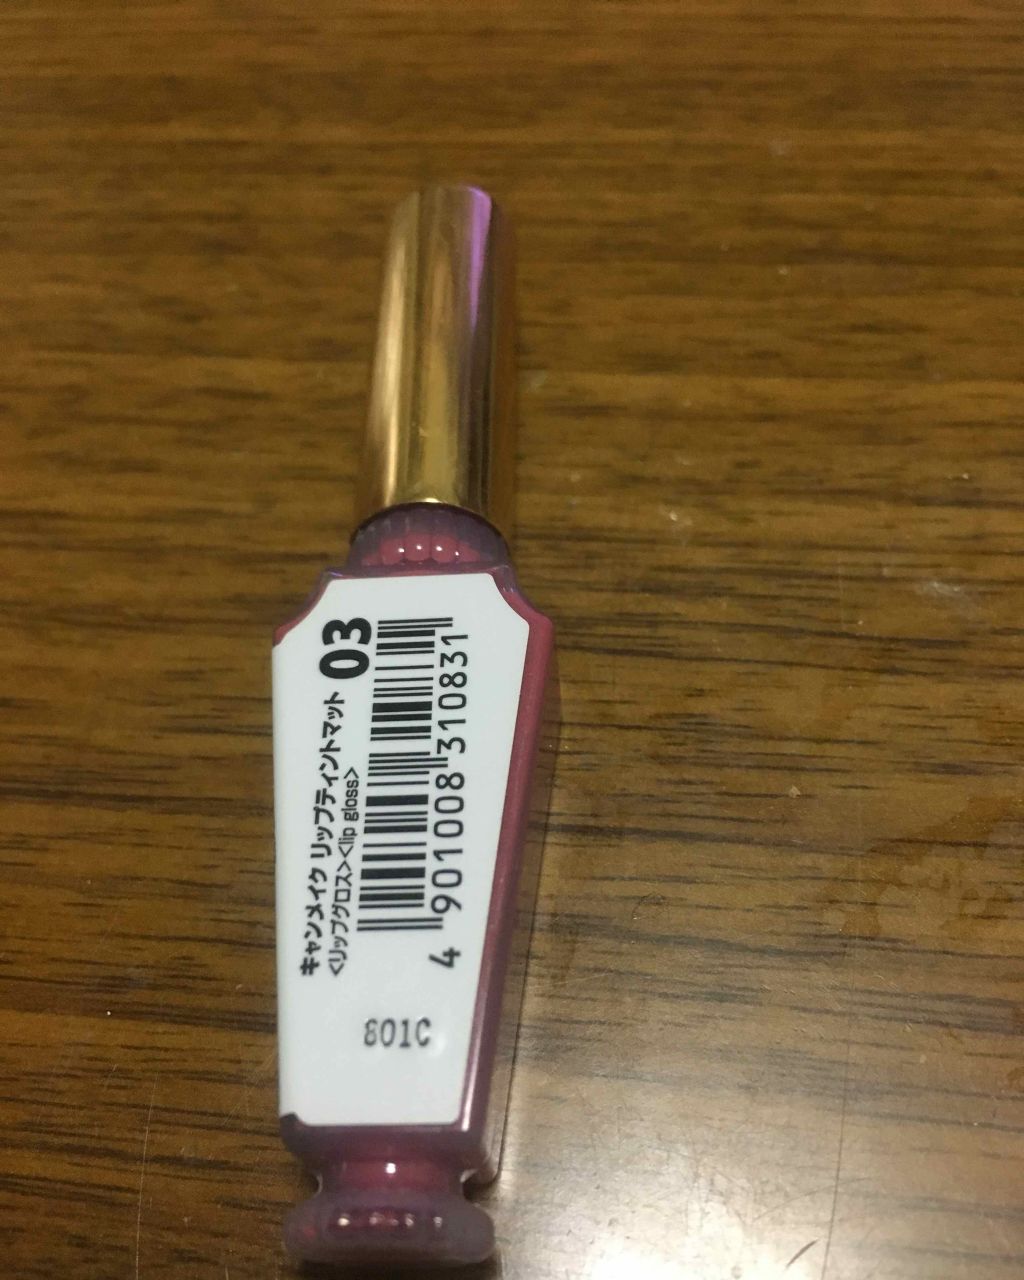 キャンメイク リップティントマット 03
<リップグロス><lip gloss>
4 901008 310831
801C